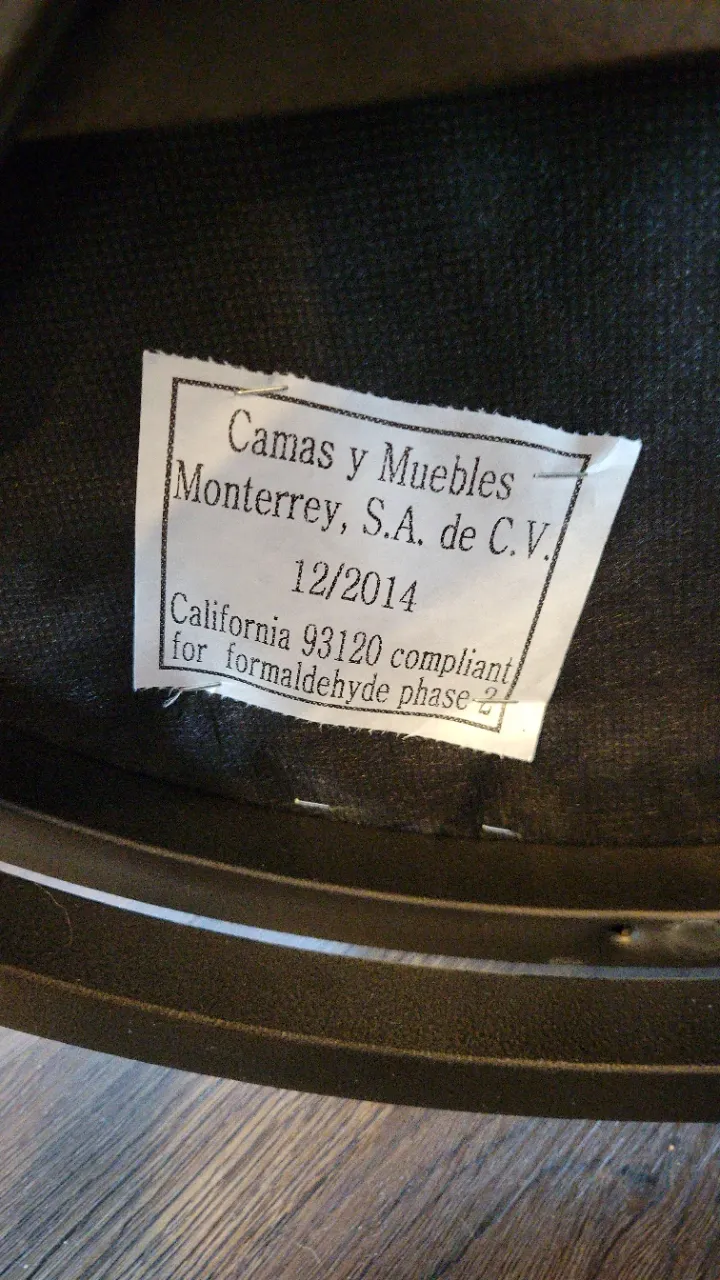 Camas y Muebles
Monterrey, S.A. de C.V.
12/2014
California 93120 compliant
for formaldehyde phase 2